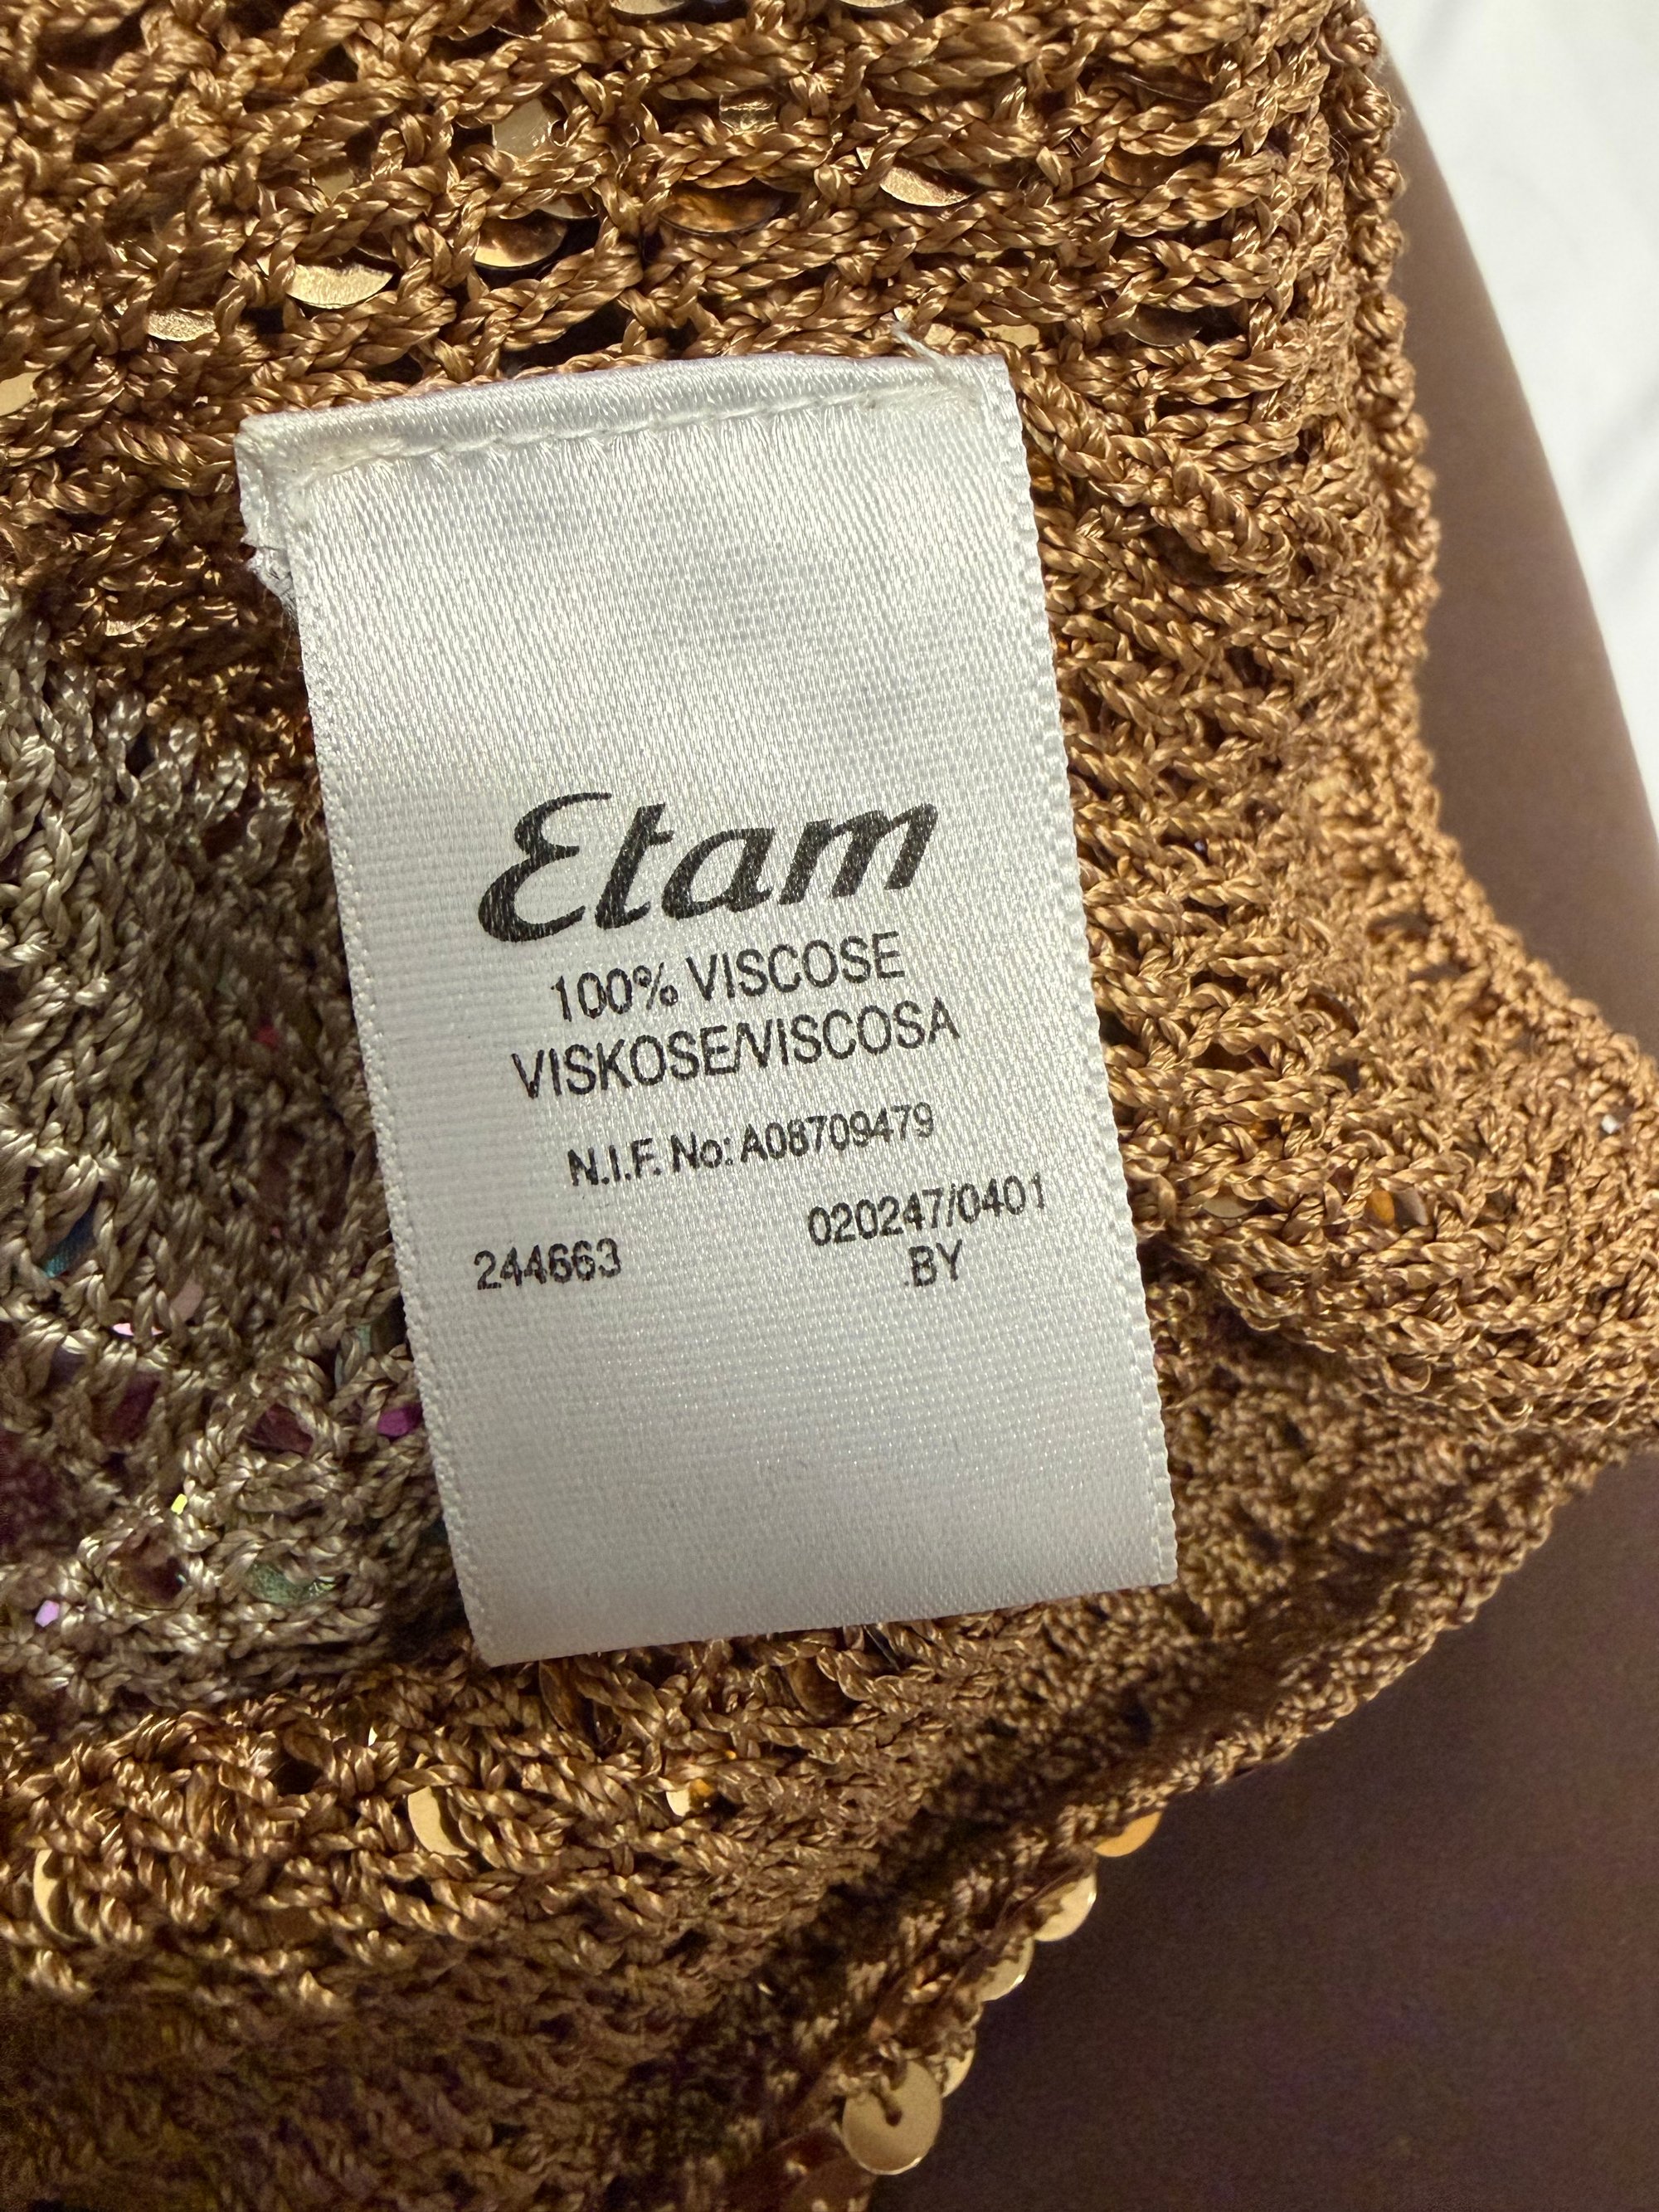 Etam
100% VISCOSE
VISKOSE/VISCOSA
N.I.F. No: A08709479
020247/0401
244663 BY